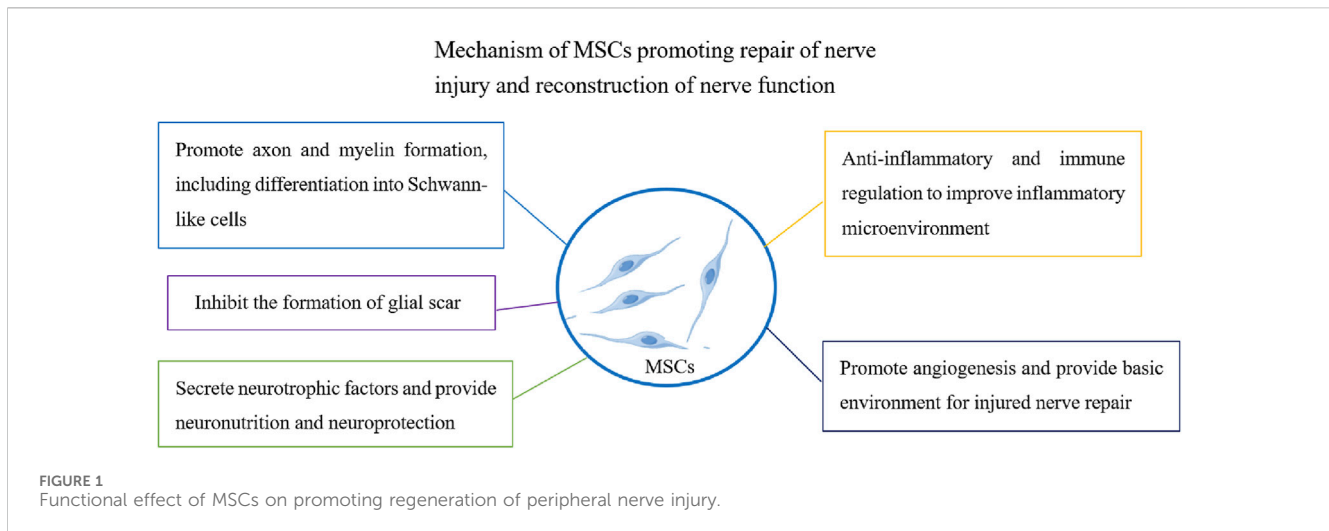 Mechanism of MSCs promoting repair of nerve
injury and reconstruction of nerve function
Promote axon and myelin formation,
including differentiation into Schwann-
like cells
Inhibit the formation of glial scar
Secrete neurotrophic factors and provide
neuronutrition and neuroprotection
MSCs
Anti-inflammatory and immune
regulation to improve inflammatory
microenvironment
Promote angiogenesis and provide basic
environment for injured nerve repair
FIGURE 1
Functional effect of MSCs on promoting regeneration of peripheral nerve injury.